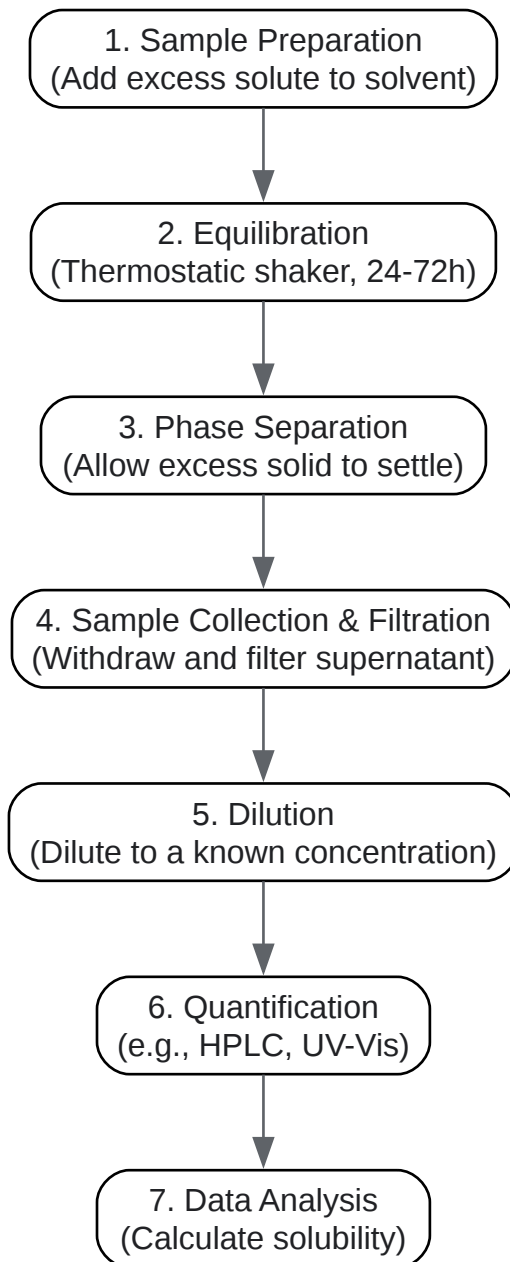 1. Sample Preparation
(Add excess solute to solvent)
2. Equilibration
(Thermostatic shaker, 24-72h)
3. Phase Separation
(Allow excess solid to settle)
4. Sample Collection & Filtration
(Withdraw and filter supernatant)
5. Dilution
(Dilute to a known concentration)
6. Quantification
(e.g., HPLC, UV-Vis)
7. Data Analysis
(Calculate solubility)